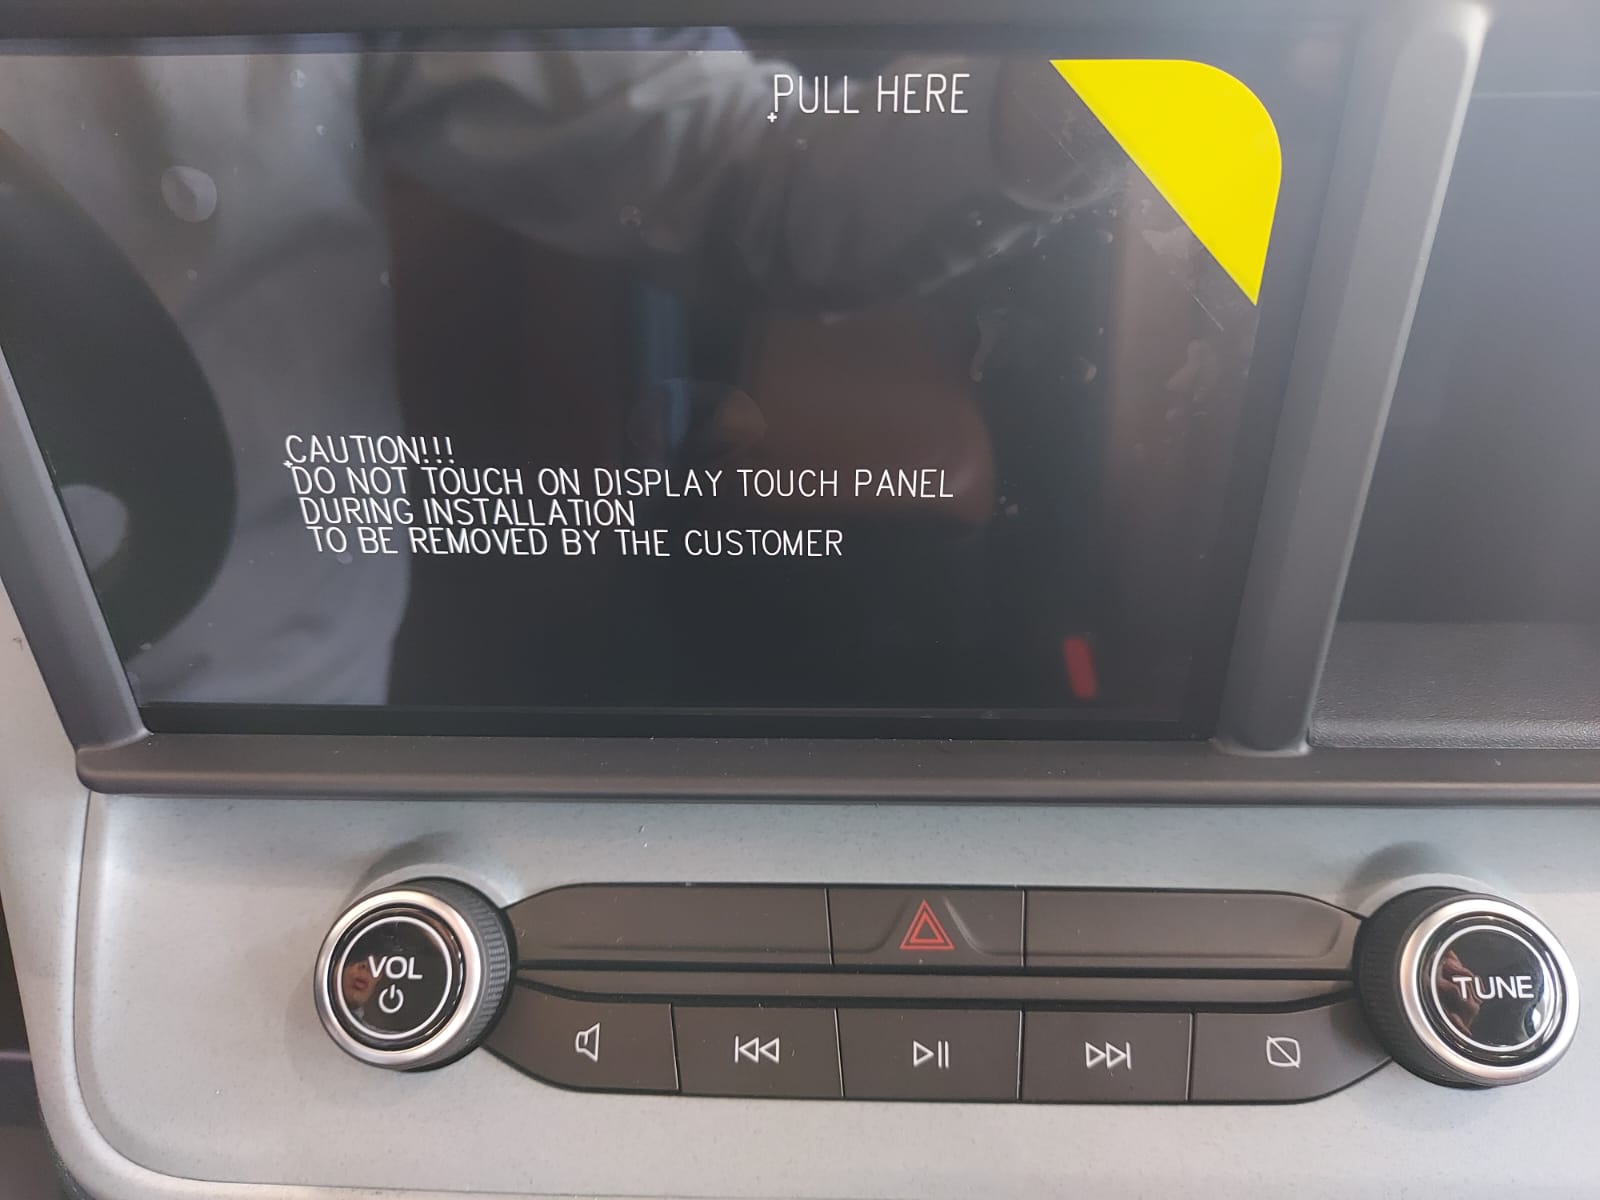 PULL HERE
CAUTION!!!
DO NOT TOUCH ON DISPLAY TOUCH PANEL
DURING INSTALLATION
TO BE REMOVED BY THE CUSTOMER
VOL
TUNE